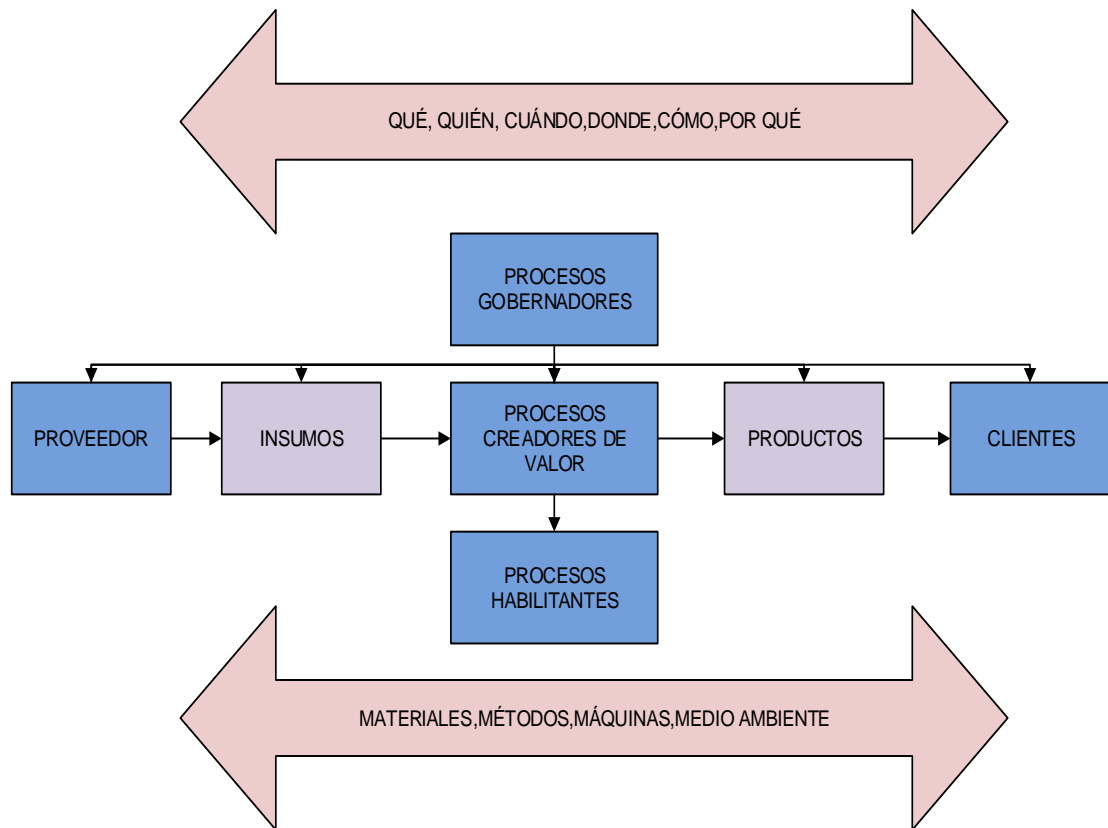 QUÉ, QUIÉN, CUÁNDO,DONDE,CÓMO,POR QUÉ
PROCESOS
GOBERNADORES
PROVEEDOR
INSUMOS
PROCESOS
CREADORES DE
VALOR
PRODUCTOS
CLIENTES
PROCESOS
HABILITANTES
MATERIALES,MÉTODOS,MÁQUINAS,MEDIO AMBIENTE